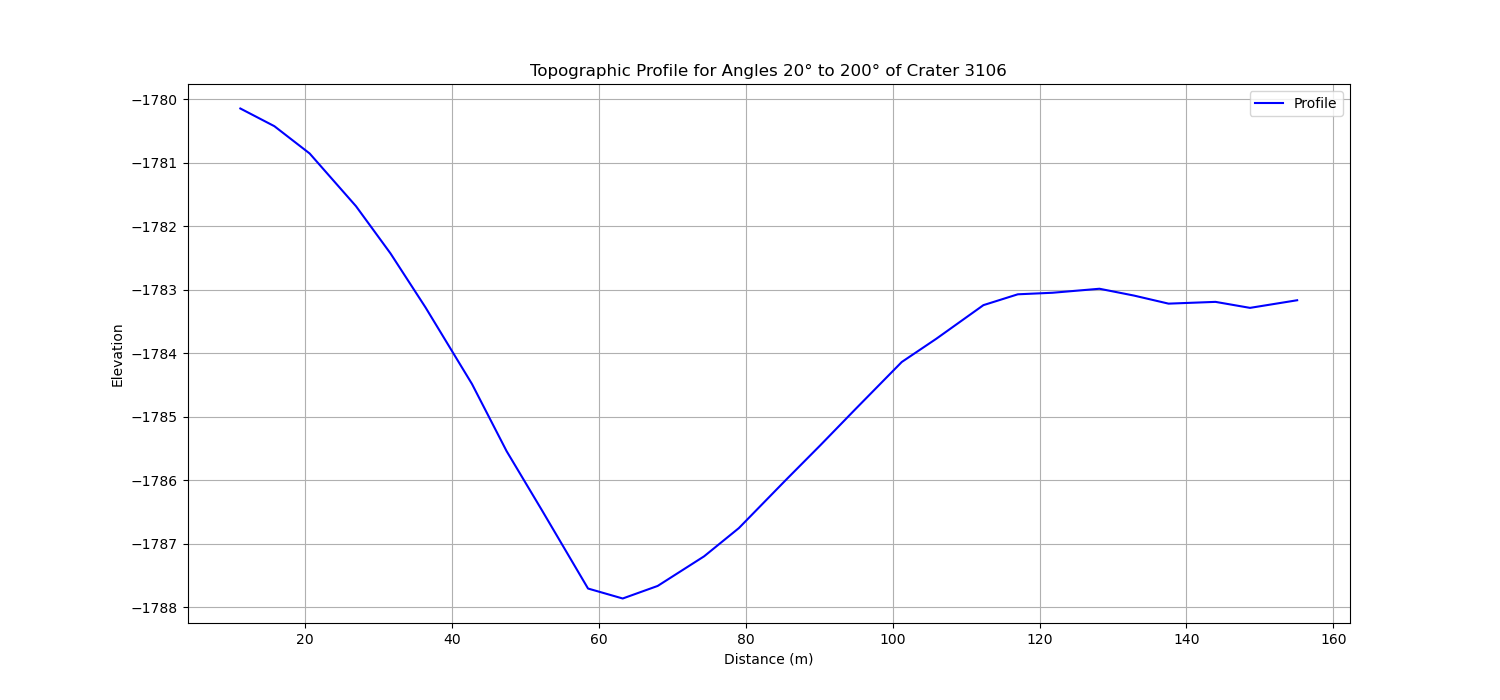 Topographic Profile for Angles 20° to 200° of Crater 3106
Profile
−1780
−1781
−1782
−1783
−1784
−1785
−1786
−1787
−1788
Elevation
20 40 60 80 100 120 140 160
Distance (m)